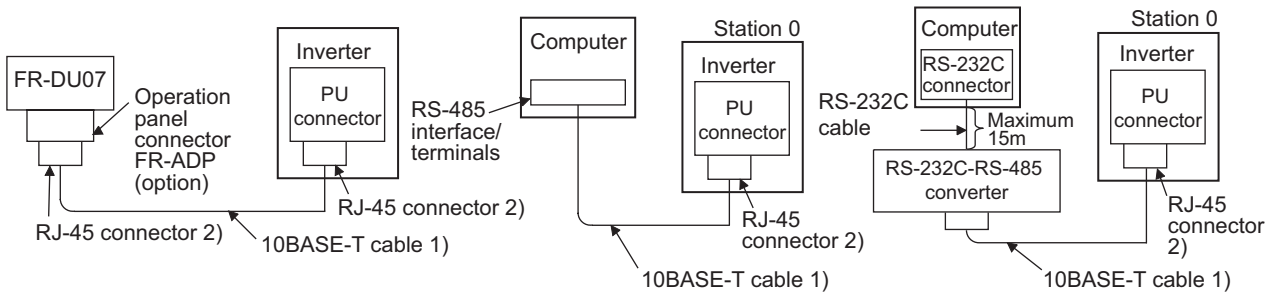 FR-DU07
Operation
panel
connector
FR-ADP
(option)
Inverter
PU
connector
RJ-45 connector 2)
RJ-45 connector 2)
10BASE-T cable 1)
Computer
RS-485
interface/
terminals
Station 0
Inverter
PU
connector
RJ-45
connector 2)
10BASE-T cable 1)
Computer
RS-232C
connector
RS-232C
cable
Maximum
15m
RS-232C-RS-485
converter
Station 0
Inverter
PU
connector
RJ-45
connector
2)
10BASE-T cable 1)